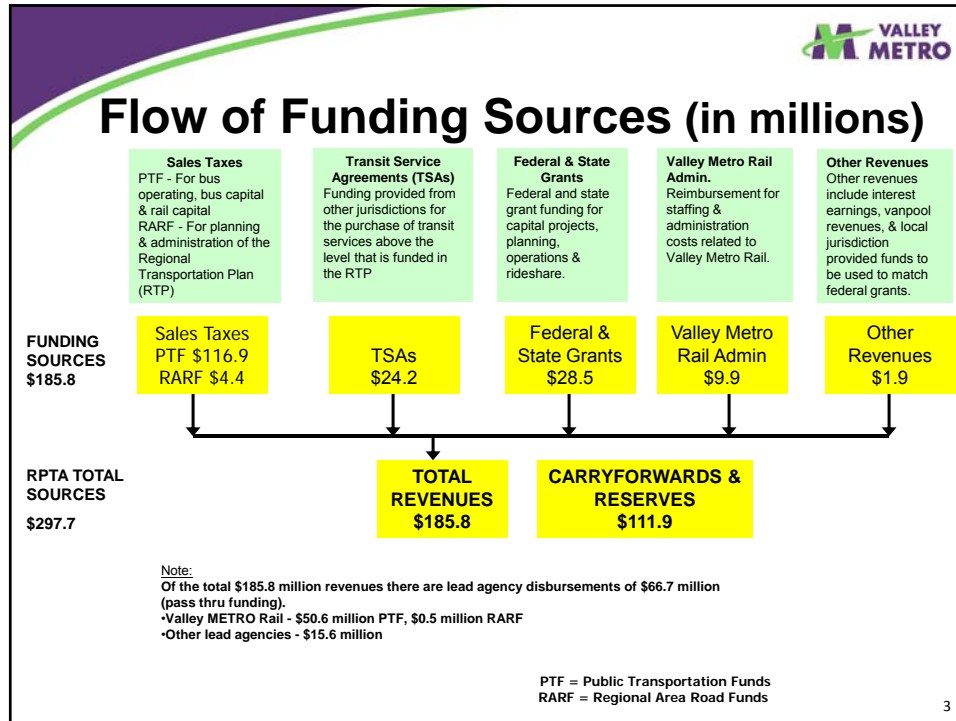 VALLEY
METRO
Flow of Funding Sources (in millions)
Sales Taxes
PTF - For bus
operating, bus capital
& rail capital
RARF - For planning
& administration of the
Regional
Transportation Plan
(RTP)
Transit Service
Agreements (TSAs)
Funding provided from
other jurisdictions for
the purchase of transit
services above the
level that is funded in
the RTP
Federal & State
Grants
Federal and state
grant funding for
capital projects,
planning,
operations &
rideshare.
Valley Metro Rail
Admin.
Reimbursement for
staffing &
administration
costs related to
Valley Metro Rail.
Other Revenues
Other revenues
include interest
earnings, vanpool
revenues, & local
jurisdiction
provided funds to
be used to match
federal grants.
FUNDING
SOURCES
$185.8
Sales Taxes
PTF $116.9
RARF $4.4
TSAs
$24.2
Federal &
State Grants
$28.5
Valley Metro
Rail Admin
$9.9
Other
Revenues
$1.9
RPTA TOTAL
SOURCES
$297.7
TOTAL
REVENUES
$185.8
CARRYFORWARDS &
RESERVES
$111.9
Note:
Of the total $185.8 million revenues there are lead agency disbursements of $66.7 million
(pass thru funding).
•Valley METRO Rail - $50.6 million PTF, $0.5 million RARF
•Other lead agencies - $15.6 million
PTF = Public Transportation Funds
RARF = Regional Area Road Funds
3